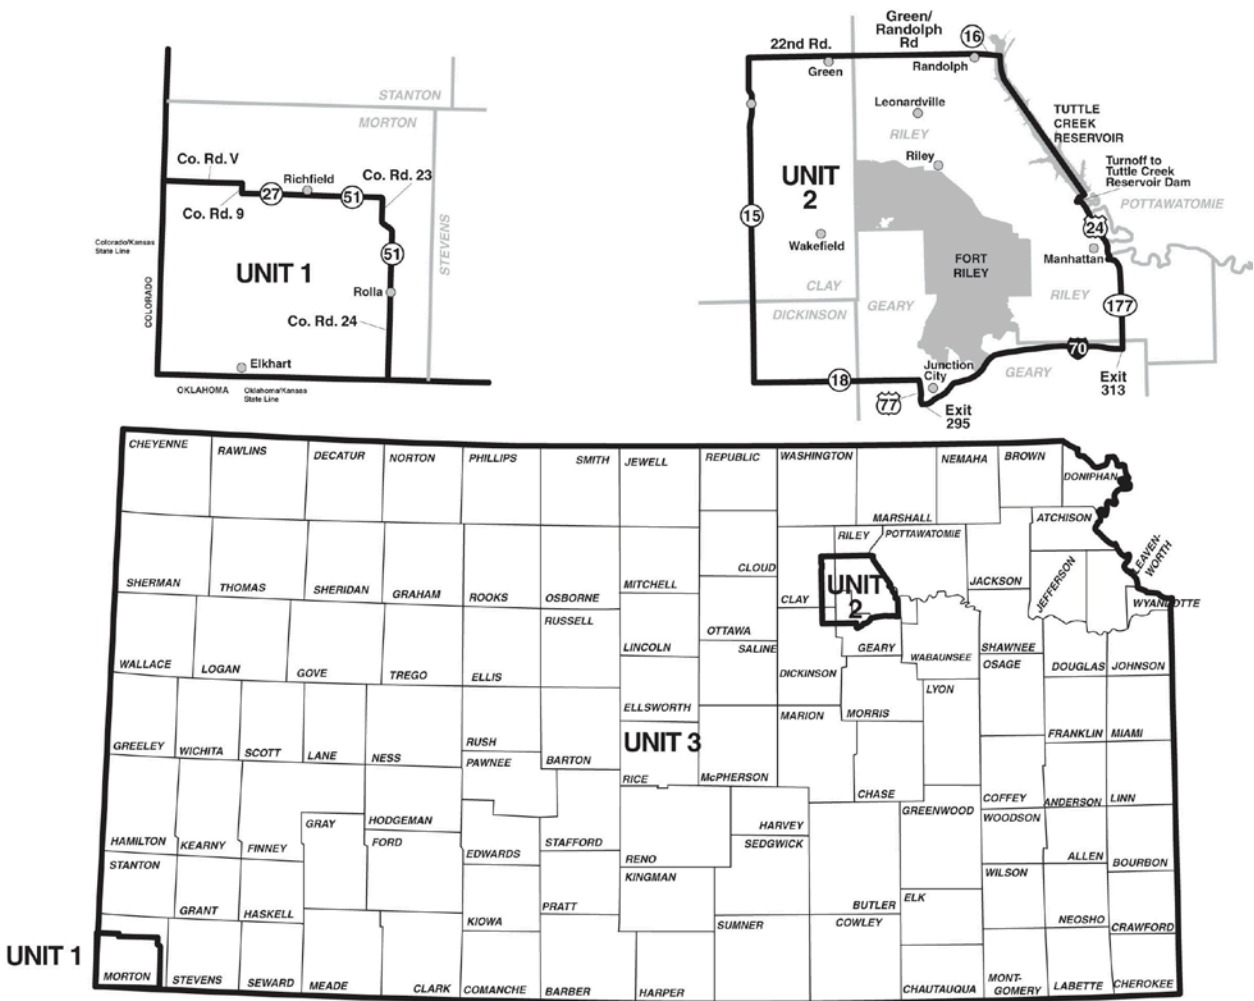 STANTON
MORTON
Co. Rd. V
Richfield
Co. Rd. 23
27
51
Co. Rd. 9
Colorado/Kansas
State Line
UNIT 1
51
STEVENS
COLORADO
Rolla
Co. Rd. 24
Elkhart
OKLAHOMA
Oklahoma/Kansas
State Line
Green/
Randolph
Rd
16
22nd Rd.
Green
Randolph
Leonardville
TUTTLE
CREEK
RESERVOIR
RILEY
Riley
Turnoff to
Tuttle Creek
Reservoir Dam
UNIT
2
POTTAWATOMIE
15
24
Wakefield
Manhattan
FORT
RILEY
CLAY
RILEY
GEARY
DICKINSON
177
70
Junction
City
GEARY
18
77
Exit
295
Exit
313
CHEYENNE
RAWLINS
DECATUR
NORTON
PHILLIPS
SMITH
JEWELL
REPUBLIC
WASHINGTON
MARSHALL
NEMAHA
BROWN
DONIPHAN
ATCHISON
RILEY
POTTAWATOMIE
SHERMAN
THOMAS
SHERIDAN
GRAHAM
ROOKS
OSBORNE
MITCHELL
CLOUD
CLAY
UNIT
2
JACKSON
JEFFERSON
LEAVEN-
WORTH
WYANDOTTE
RUSSELL
LINCOLN
OTTAWA
SALINE
GEARY
WABAUNSEE
SHAWNEE
OSAGE
DOUGLAS
JOHNSON
WALLACE
LOGAN
GOVE
TREGO
ELLIS
DICKINSON
LYON
ELLSWORTH
MARION
MORRIS
GREELEY
WICHITA
SCOTT
LANE
NESS
RUSH
PAWNEE
BARTON
UNIT 3
RICE
McPHERSON
CHASE
FRANKLIN
MIAMI
COFFEY
ANDERSON
LINN
GREENWOOD
WOODSON
HAMILTON
KEARNY
FINNEY
GRAY
HODGEMAN
FORD
EDWARDS
STAFFORD
RENO
HARVEY
SEDGWICK
ALLEN
BOURBON
STANTON
GRANT
HASKELL
KIOWA
PRATT
KINGMAN
BUTLER
ELK
WILSON
NEOSHO
CRAWFORD
SUMNER
COWLEY
UNIT 1
MORTON
STEVENS
SEWARD
MEADE
CLARK
COMANCHE
BARBER
HARPER
CHAUTAUQUA
MONT-
GOMERY
LABETTE
CHEROKEE